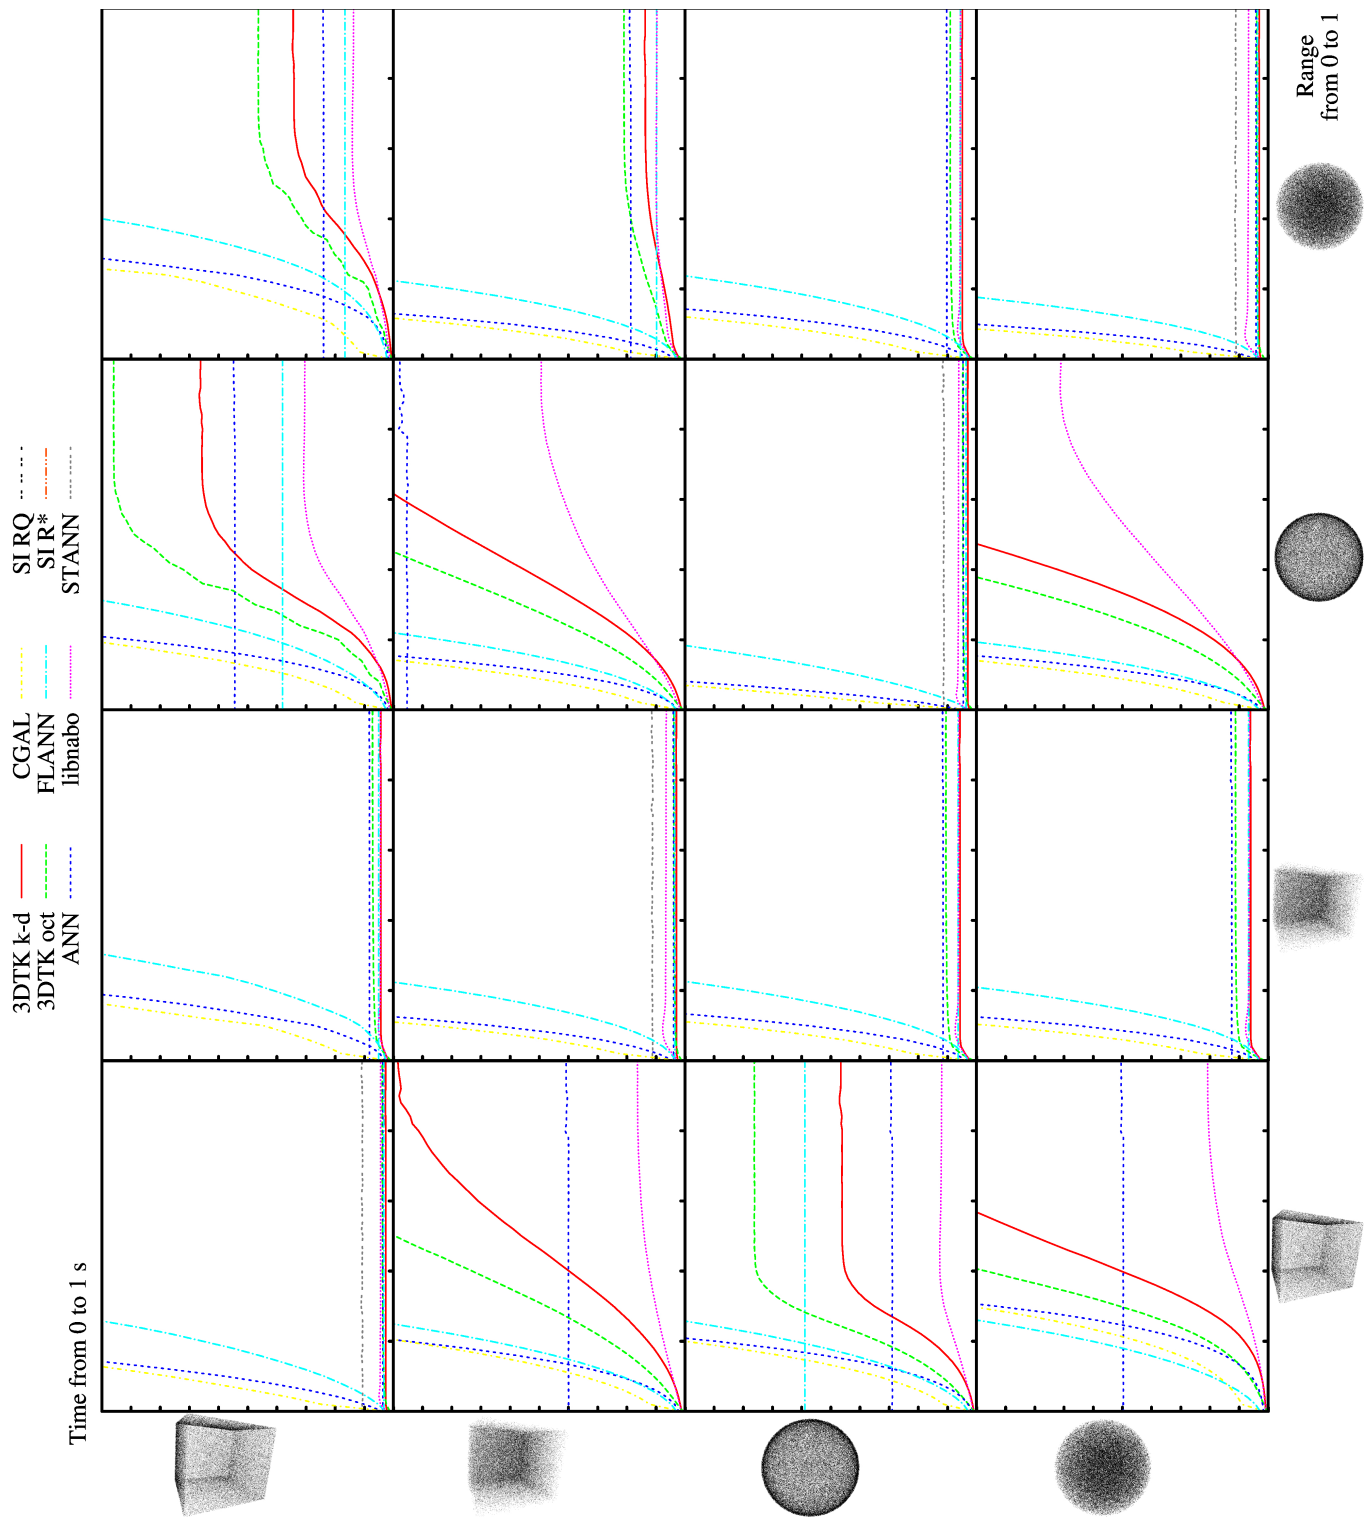 3DTK k-d
3DTK oct
ANN
CGAL
FLANN
libnabo
SI RQ
SI R*
STANN
Time from 0 to 1 s
Range
from 0 to 1